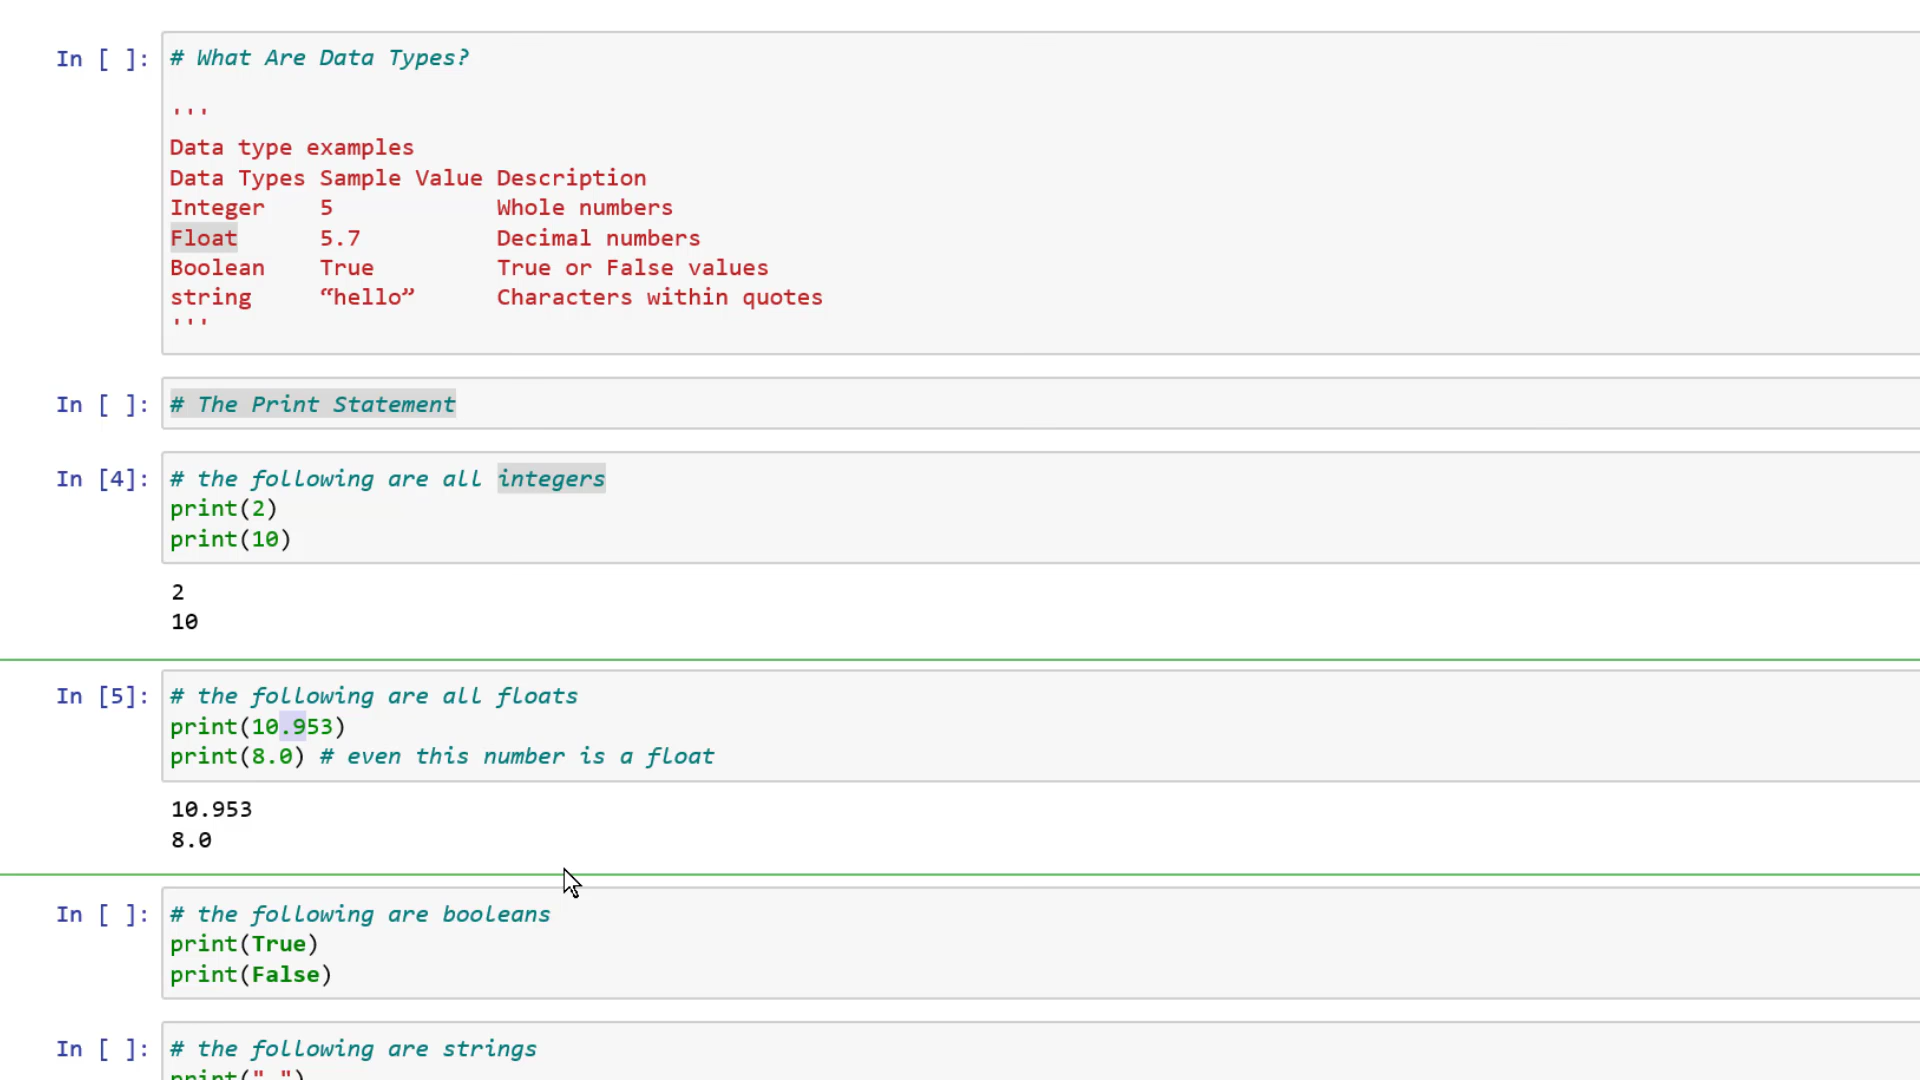 In [ ]: # What Are Data Types?
'''
Data type examples
Data Types Sample Value Description
Integer 5 Whole numbers
Float 5.7 Decimal numbers
Boolean True True or False values
string “hello” Characters within quotes
'''
In [ ]: # The Print Statement
In [4]: # the following are all integers
print(2)
print(10)
2
10
In [5]: # the following are all floats
print(10.953)
print(8.0) # even this number is a float
10.953
8.0
In [ ]: # the following are booleans
print(True)
print(False)
In [ ]: # the following are strings